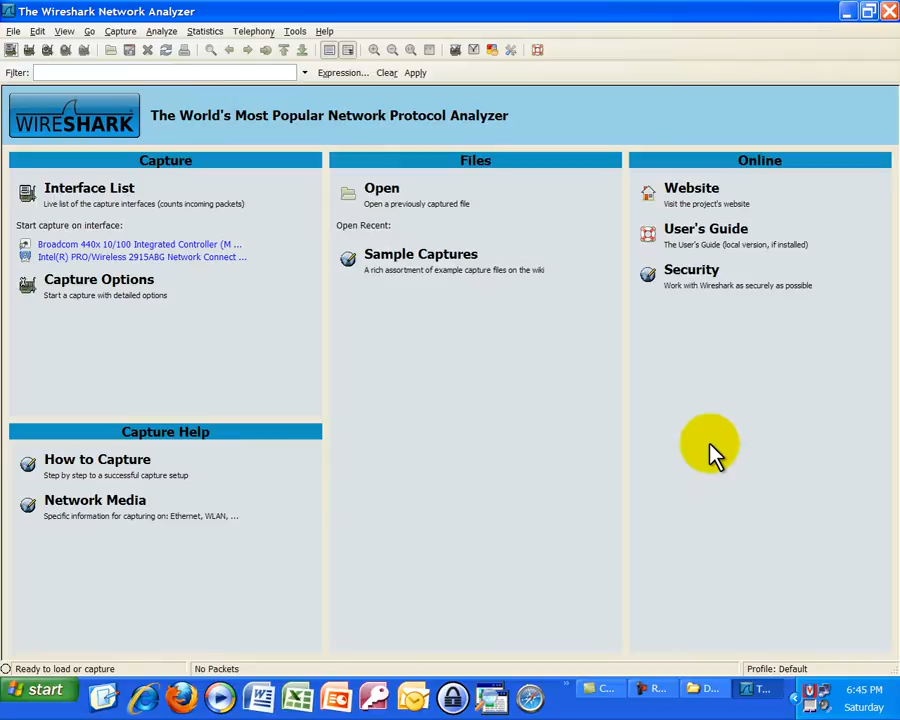 The Wireshark Network Analyzer
File Edit View Go Capture Analyze Statistics Telephony Tools Help
Filter: Expression... Clear Apply
WIRESHARK The World's Most Popular Network Protocol Analyzer
Capture
Interface List
Live list of the capture interfaces (counts incoming packets)
Start capture on interface:
Broadcom 440x 10/100 Integrated Controller (M ...
Intel(R) PRO/Wireless 2915ABG Network Connect ...
Capture Options
Start a capture with detailed options
Capture Help
How to Capture
Step by step to a successful capture setup
Network Media
Specific information for capturing on: Ethernet, WLAN, ...
Files
Open
Open a previously captured file
Open Recent:
Sample Captures
A rich assortment of example capture files on the wiki
Online
Website
Visit the project's website
User's Guide
The User's Guide (local version, if installed)
Security
Work with Wireshark as securely as possible
Ready to load or capture No Packets Profile: Default
start C... R... D... T... 6:45 PM
Saturday